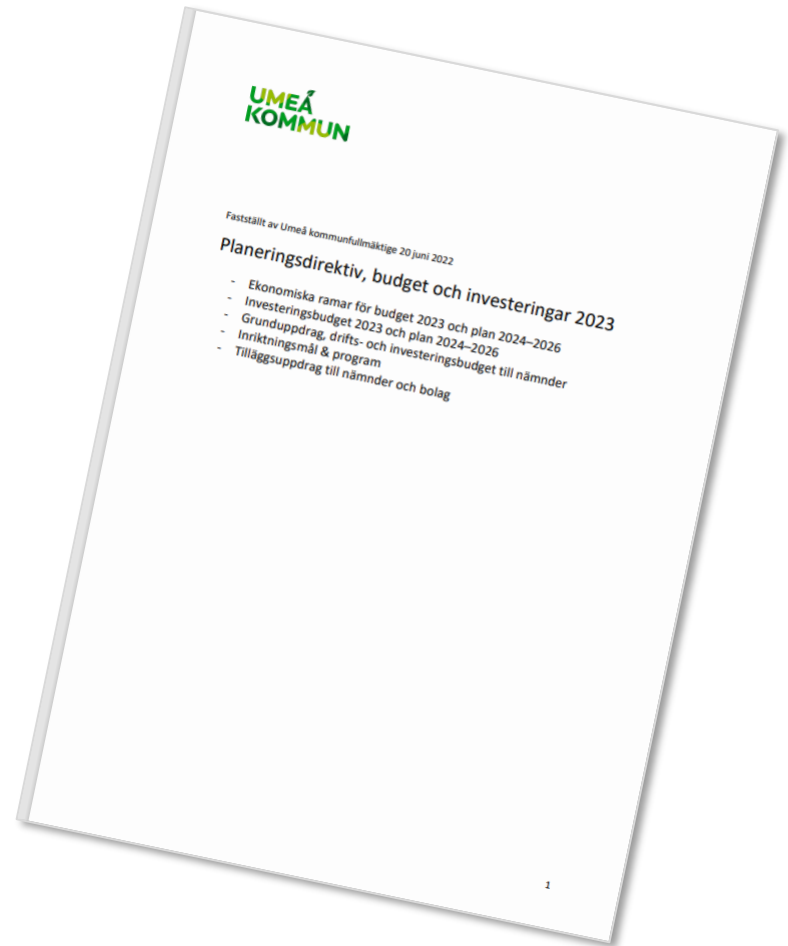 UMEÅ
KOMMUN
Fastställt av Umeå kommunfullmäktige 20 juni 2022
Planeringsdirektiv, budget och investeringar 2023
- Ekonomiska ramar för budget 2023 och plan 2024–2026
- Investeringsbudget 2023 och plan 2024–2026
- Grunduppdrag, drifts- och investeringsbudget till nämnder
- Inriktningsmål & program
- Tilläggsuppdrag till nämnder och bolag
1